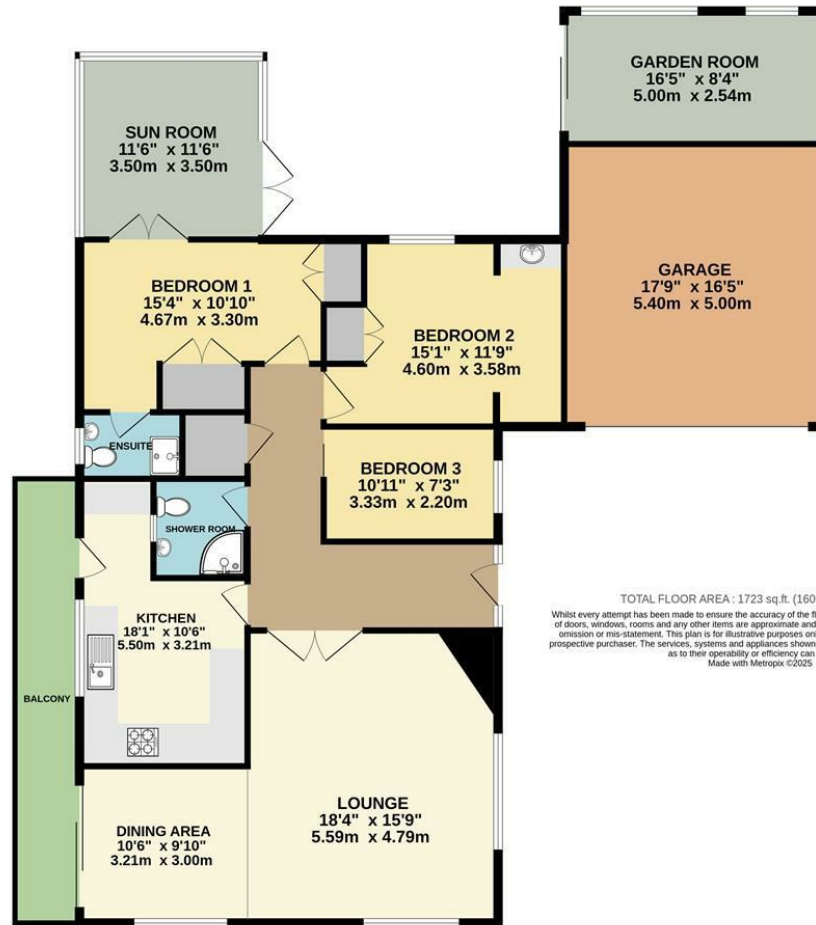 GARDEN ROOM
16'5" x 8'4"
5.00m x 2.54m
SUN ROOM
11'6" x 11'6"
3.50m x 3.50m
GARAGE
17'9" x 16'5"
5.40m x 5.00m
BEDROOM 1
15'4" x 10'10"
4.67m x 3.30m
BEDROOM 2
15'1" x 11'9"
4.60m x 3.58m
ENSUITE
BEDROOM 3
10'11" x 7'3"
3.33m x 2.20m
SHOWER ROOM
KITCHEN
18'1" x 10'6"
5.50m x 3.21m
BALCONY
LOUNGE
18'4" x 15'9"
5.59m x 4.79m
DINING AREA
10'6" x 9'10"
3.21m x 3.00m
TOTAL FLOOR AREA : 1723 sq.ft. (160
Whilst every attempt has been made to ensure the accuracy of the fl
of doors, windows, rooms and any other items are approximate and
omission or mis-statement. This plan is for illustrative purposes onl
prospective purchaser. The services, systems and appliances shown
as to their operability or efficiency can
Made with Metropix ©2025